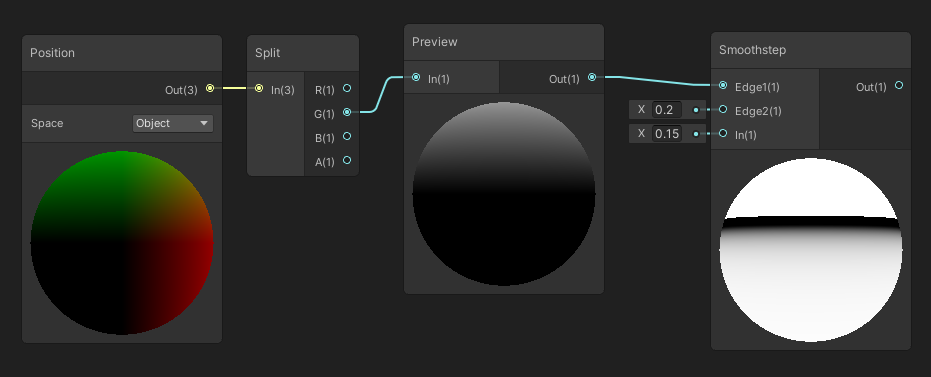 Position
Out(3)
Space
Object
Split
In(3)
R(1)
G(1)
B(1)
A(1)
Preview
In(1)
Out(1)
Smoothstep
Edge1(1)
Out(1)
X 0.2
Edge2(1)
X 0.15
In(1)